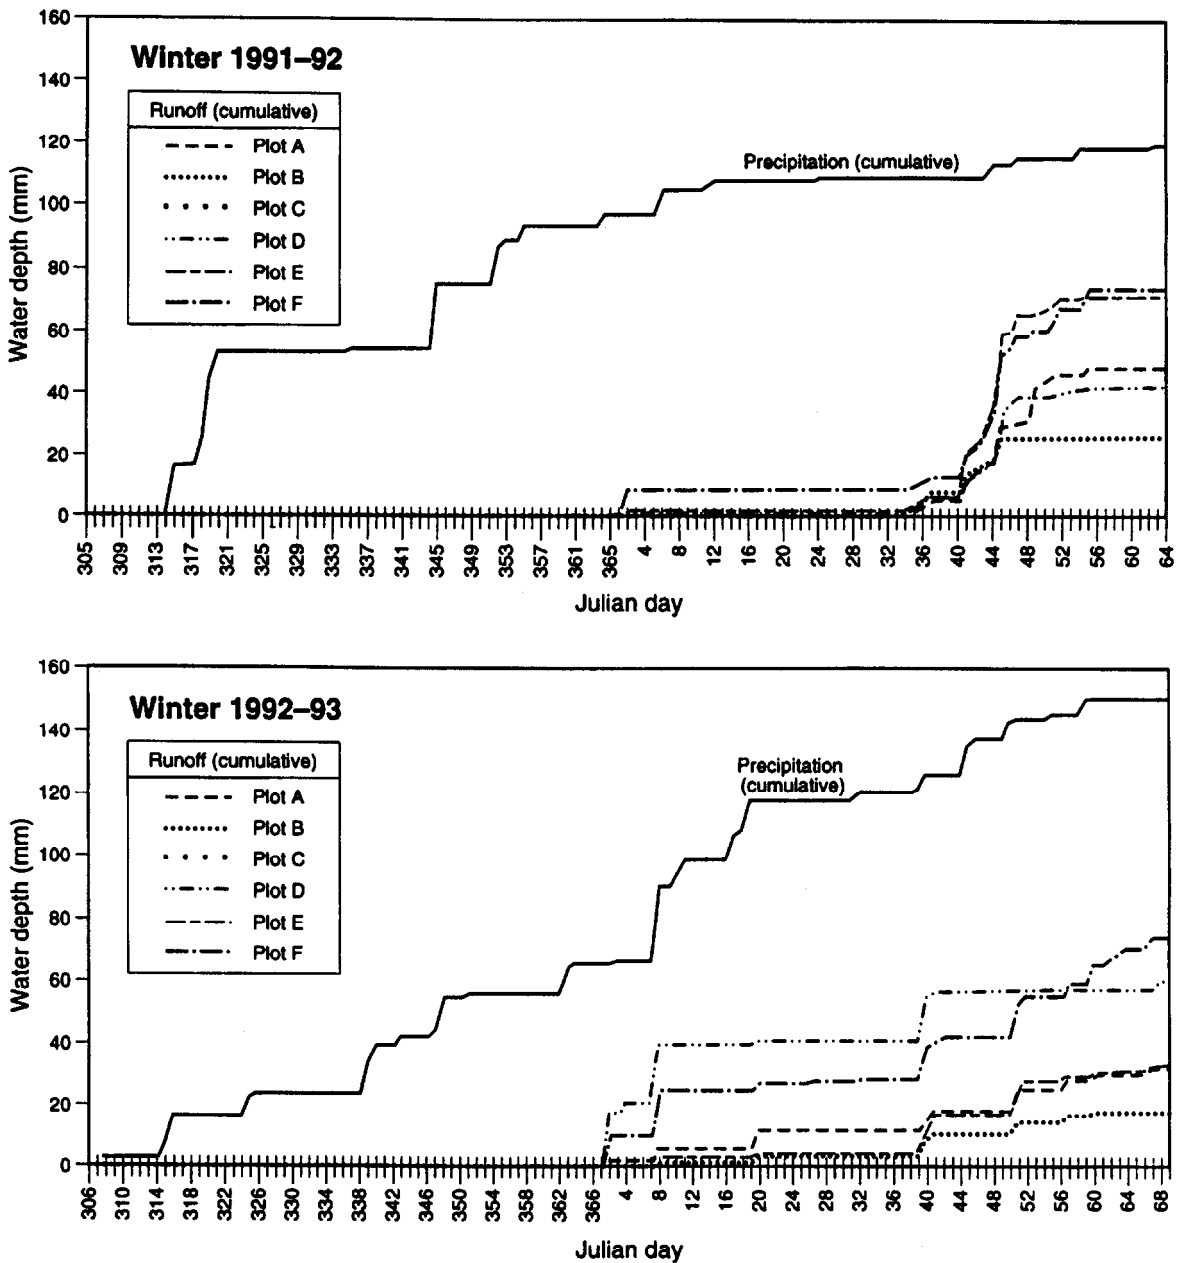 160
Winter 1991–92
140
Runoff (cumulative)
Plot A
120
Precipitation (cumulative)
Plot B
Plot C
100
Plot D
80
Plot E
Plot F
60
40
20
0
Water depth (mm)
305 309 313 317 321 325 329 333 337 341 345 349 353 357 361 365 4 8 12 16 20 24 28 32 36 40 44 48 52 56 60 64
Julian day
160
Winter 1992–93
140
Runoff (cumulative)
Precipitation
(cumulative)
Plot A
120
Plot B
Plot C
100
Plot D
80
Plot E
Plot F
60
40
20
0
Water depth (mm)
306 310 314 318 322 326 330 334 338 342 346 350 354 358 362 366 4 8 12 16 20 24 28 32 36 40 44 48 52 56 60 64 68
Julian day